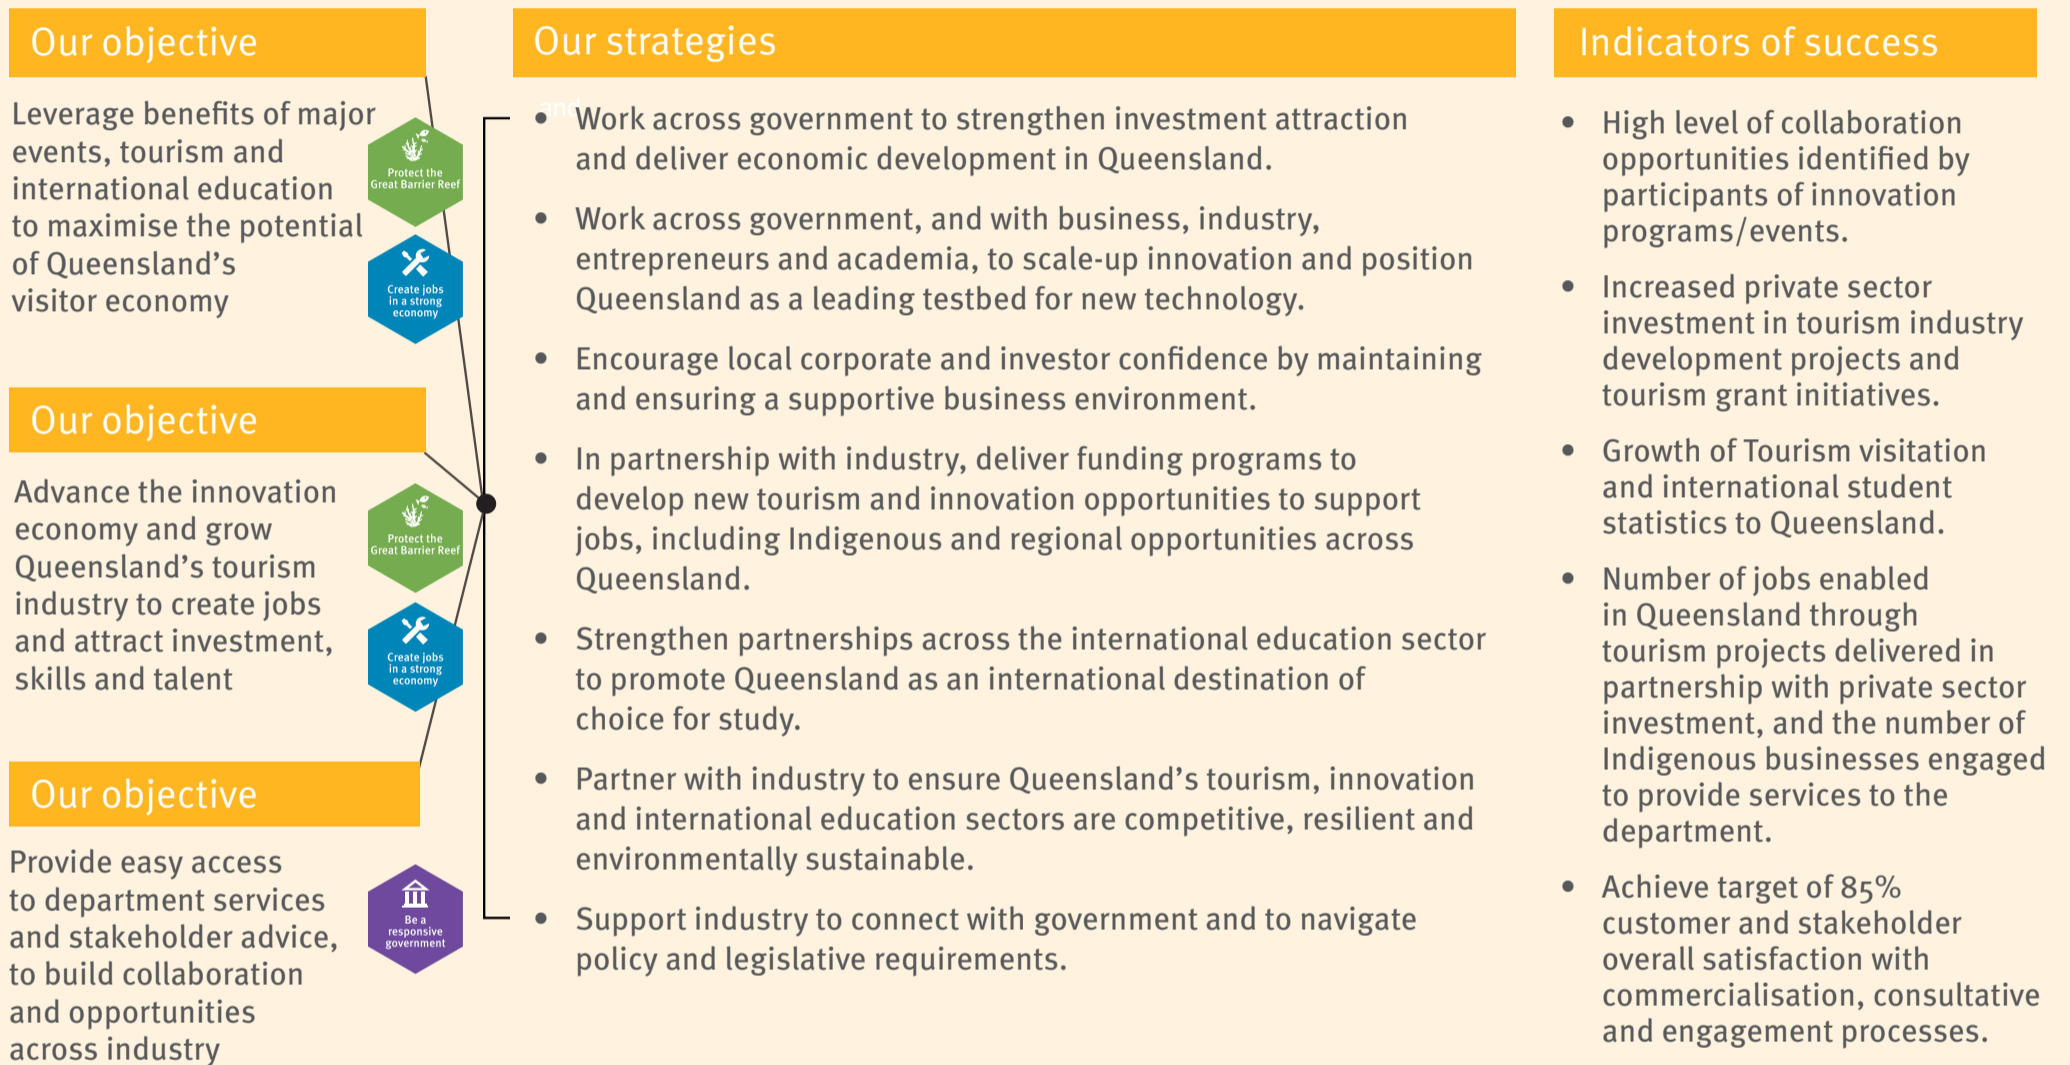 Our objective
Leverage benefits of major
events, tourism and
international education
to maximise the potential
of Queensland’s
visitor economy
Protect the
Great Barrier Reef
Create jobs
in a strong
economy
Our objective
Advance the innovation
economy and grow
Queensland’s tourism
industry to create jobs
and attract investment,
skills and talent
Protect the
Great Barrier Reef
Create jobs
in a strong
economy
Our objective
Provide easy access
to department services
and stakeholder advice,
to build collaboration
and opportunities
across industry
Be a
responsive
government
Our strategies
and
• Work across government to strengthen investment attraction
and deliver economic development in Queensland.
• Work across government, and with business, industry,
entrepreneurs and academia, to scale-up innovation and position
Queensland as a leading testbed for new technology.
• Encourage local corporate and investor confidence by maintaining
and ensuring a supportive business environment.
• In partnership with industry, deliver funding programs to
develop new tourism and innovation opportunities to support
jobs, including Indigenous and regional opportunities across
Queensland.
• Strengthen partnerships across the international education sector
to promote Queensland as an international destination of
choice for study.
• Partner with industry to ensure Queensland’s tourism, innovation
and international education sectors are competitive, resilient and
environmentally sustainable.
• Support industry to connect with government and to navigate
policy and legislative requirements.
Indicators of success
• High level of collaboration
opportunities identified by
participants of innovation
programs/events.
• Increased private sector
investment in tourism industry
development projects and
tourism grant initiatives.
• Growth of Tourism visitation
and international student
statistics to Queensland.
• Number of jobs enabled
in Queensland through
tourism projects delivered in
partnership with private sector
investment, and the number of
Indigenous businesses engaged
to provide services to the
department.
• Achieve target of 85%
customer and stakeholder
overall satisfaction with
commercialisation, consultative
and engagement processes.